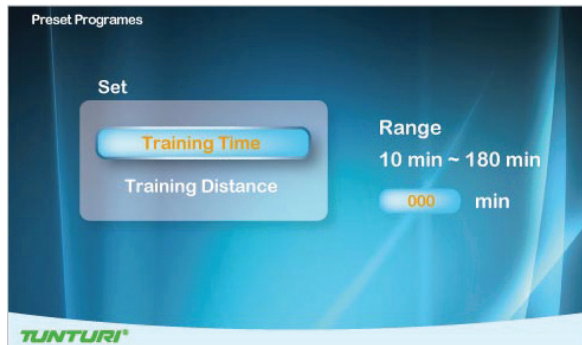 Preset Programes
Set
Training Time
Training Distance
Range
10 min ~ 180 min
000 min
TUNTURI®